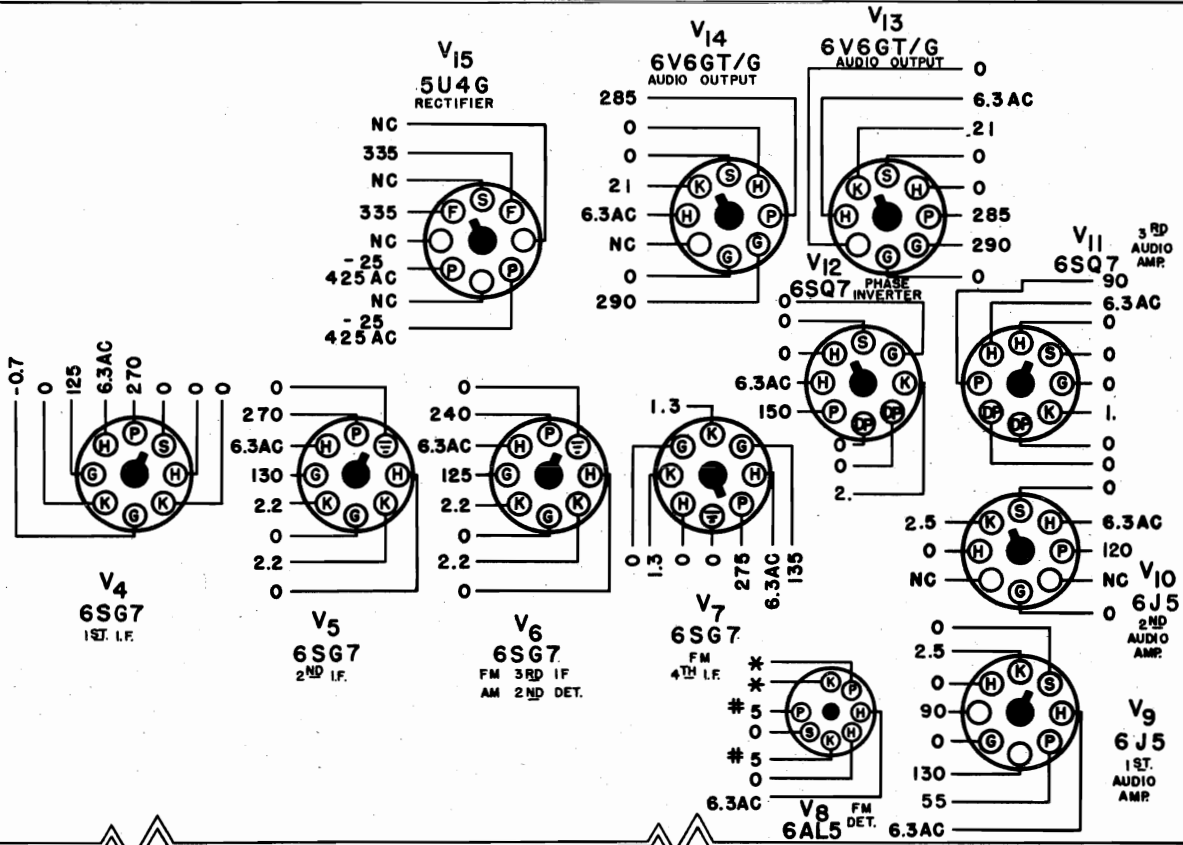 V15
5U4G
RECTIFIER
NC
335
NC
335
NC
-25
425AC
NC
-25
425AC
F
S
F
P
P
V14
6V6GT/G
AUDIO OUTPUT
285
0
0
21
6.3AC
NC
0
290
K
S
H
H
P
G
G
V13
6V6GT/G
AUDIO OUTPUT
0
6.3AC
.21
0
0
285
290
0
K
S
H
H
P
G
G
V12
6SQ7
PHASE
INVERTER
0
0
0
6.3AC
150
0
0
2.
H
S
G
H
K
P
DP
DP
V11
6SQ7
3RD
AUDIO
AMP.
90
6.3AC
0
0
0
1.
0
0
H
H
S
P
G
DP
DP
K
-0.7
0
125
6.3AC
270
0
0
0
H
P
S
G
H
K
G
K
V4
6SG7
1ST. I.F.
0
270
6.3AC
130
2.2
0
2.2
0
H
P
G
H
K
G
K
V5
6SG7
2ND I.F.
0
240
6.3AC
125
2.2
0
2.2
0
H
P
G
H
K
G
K
V6
6SG7
FM 3RD IF
AM 2ND DET.
1.3
G
K
G
K
H
H
P
0
1.3
0
0
275
6.3AC
135
V7
6SG7
FM
4TH I.F.
2.5
0
NC
K
S
H
H
P
G
0
6.3AC
120
NC
0
V10
6J5
2ND
AUDIO
AMP.
*
*
# 5
0
# 5
0
6.3AC
K
P
P
H
S
K
H
V8
6AL5
FM
DET.
0
2.5
0
90
0
130
55
6.3AC
H
K
S
H
G
P
V9
6J5
1ST.
AUDIO
AMP.